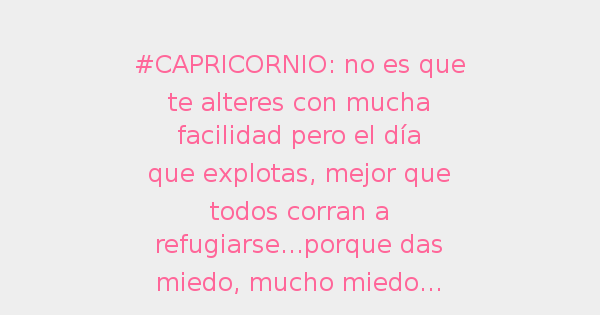 #CAPRICORNIO: no es que
te alteres con mucha
facilidad pero el día
que explotas, mejor que
todos corran a
refugiarse...porque das
miedo, mucho miedo...